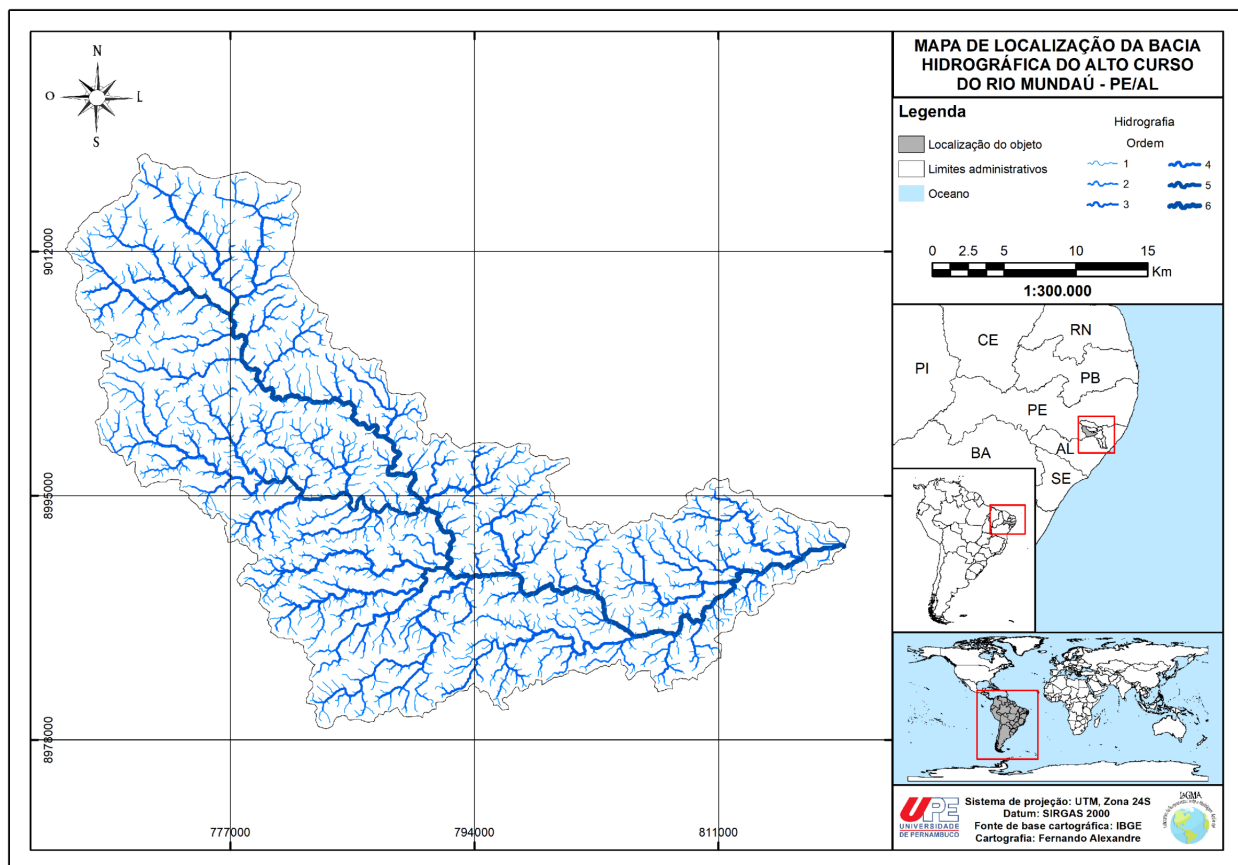 MAPA DE LOCALIZAÇÃO DA BACIA
HIDROGRÁFICA DO ALTO CURSO
DO RIO MUNDAÚ - PE/AL
Legenda
Localização do objeto
Limites administrativos
Oceano
Hidrografia
Ordem
1
2
3
4
5
6
0 2.5 5 10 15
Km
1:300.000
N
O
L
S
9012000
8995000
8978000
777000
794000
811000
CE
RN
PI
PB
PE
AL
BA
SE
UPE
UNIVERSIDADE
DE PERNAMBUCO
Sistema de projeção: UTM, Zona 24S
Datum: SIRGAS 2000
Fonte de base cartográfica: IBGE
Cartografia: Fernando Alexandre